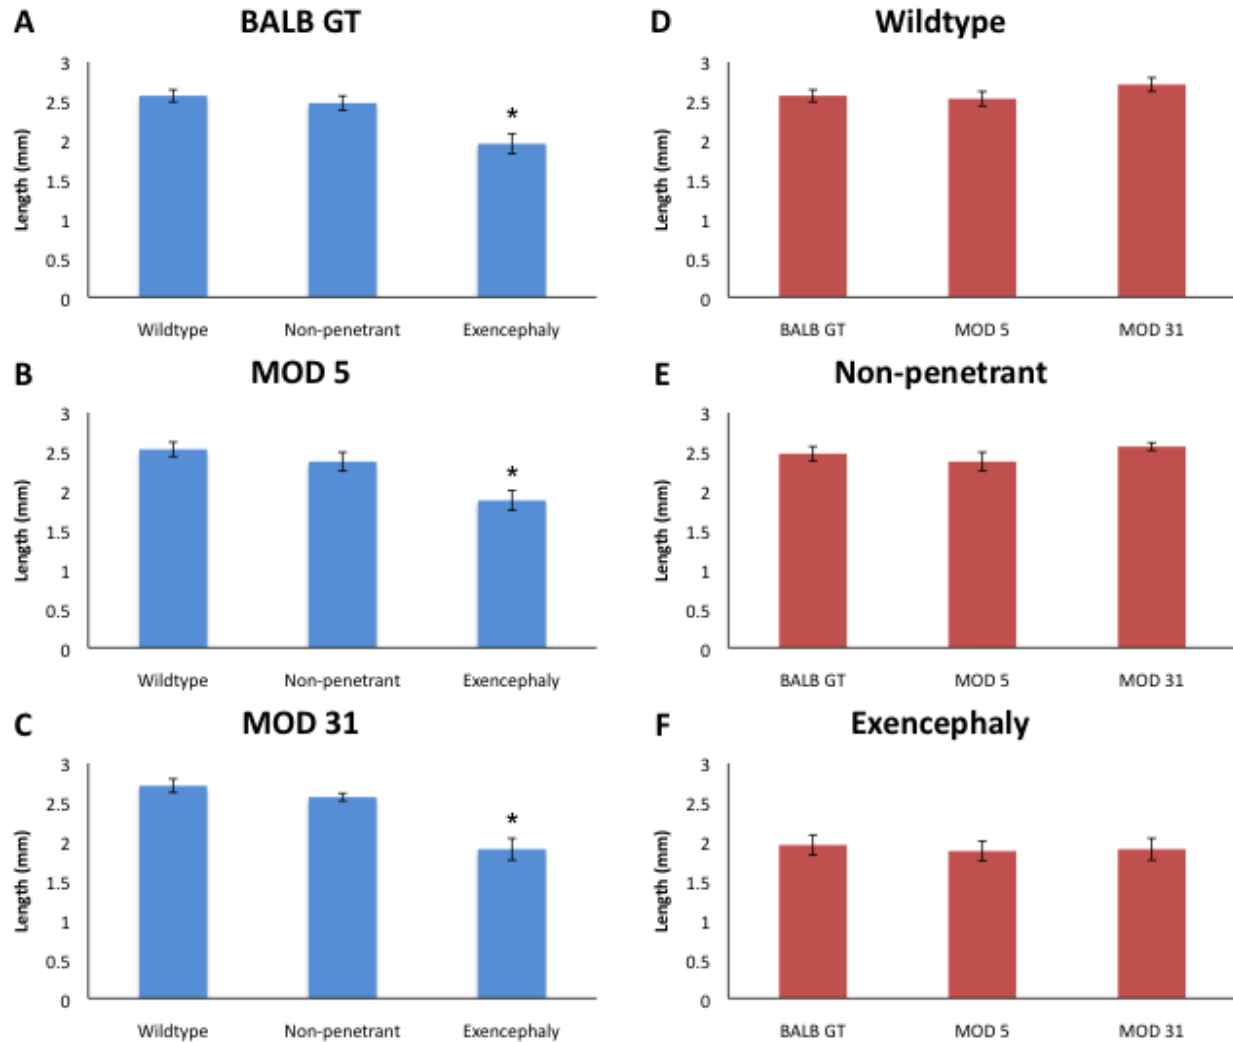 A
BALB GT
3
2.5
2
1.5
1
0.5
0
Length (mm)
*
Wildtype Non-penetrant Exencephaly
D
Wildtype
3
2.5
2
1.5
1
0.5
0
Length (mm)
BALB GT MOD 5 MOD 31
B
MOD 5
3
2.5
2
1.5
1
0.5
0
Length (mm)
*
Wildtype Non-penetrant Exencephaly
E
Non-penetrant
3
2.5
2
1.5
1
0.5
0
Length (mm)
BALB GT MOD 5 MOD 31
C
MOD 31
3
2.5
2
1.5
1
0.5
0
Length (mm)
*
Wildtype Non-penetrant Exencephaly
F
Exencephaly
3
2.5
2
1.5
1
0.5
0
Length (mm)
BALB GT MOD 5 MOD 31